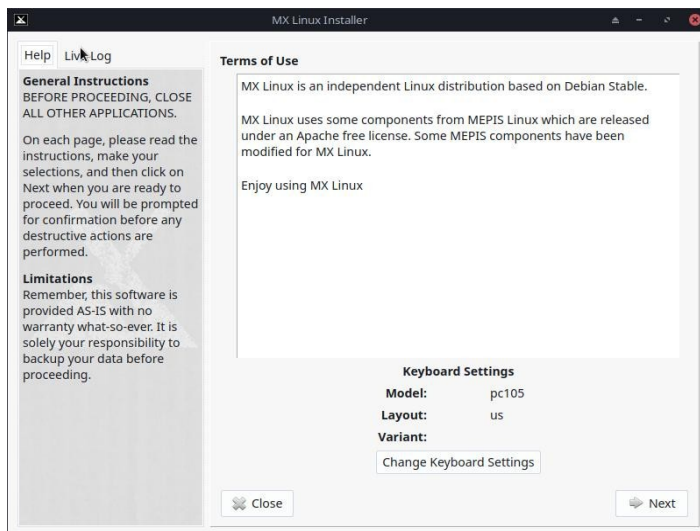 MX Linux Installer
Help
Live Log
General Instructions
BEFORE PROCEEDING, CLOSE
ALL OTHER APPLICATIONS.
On each page, please read the
instructions, make your
selections, and then click on
Next when you are ready to
proceed. You will be prompted
for confirmation before any
destructive actions are
performed.
Limitations
Remember, this software is
provided AS-IS with no
warranty what-so-ever. It is
solely your responsibility to
backup your data before
proceeding.
Terms of Use
MX Linux is an independent Linux distribution based on Debian Stable.
MX Linux uses some components from MEPIS Linux which are released
under an Apache free license. Some MEPIS components have been
modified for MX Linux.
Enjoy using MX Linux
Keyboard Settings
Model: pc105
Layout: us
Variant:
Change Keyboard Settings
Close
Next